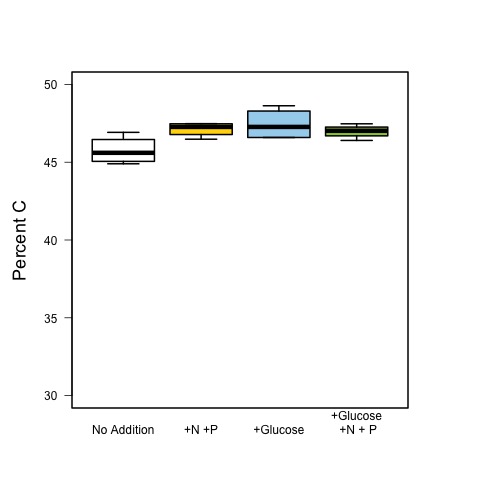 Percent C
50
45
40
35
30
No Addition
+N +P
+Glucose
+Glucose
+N + P